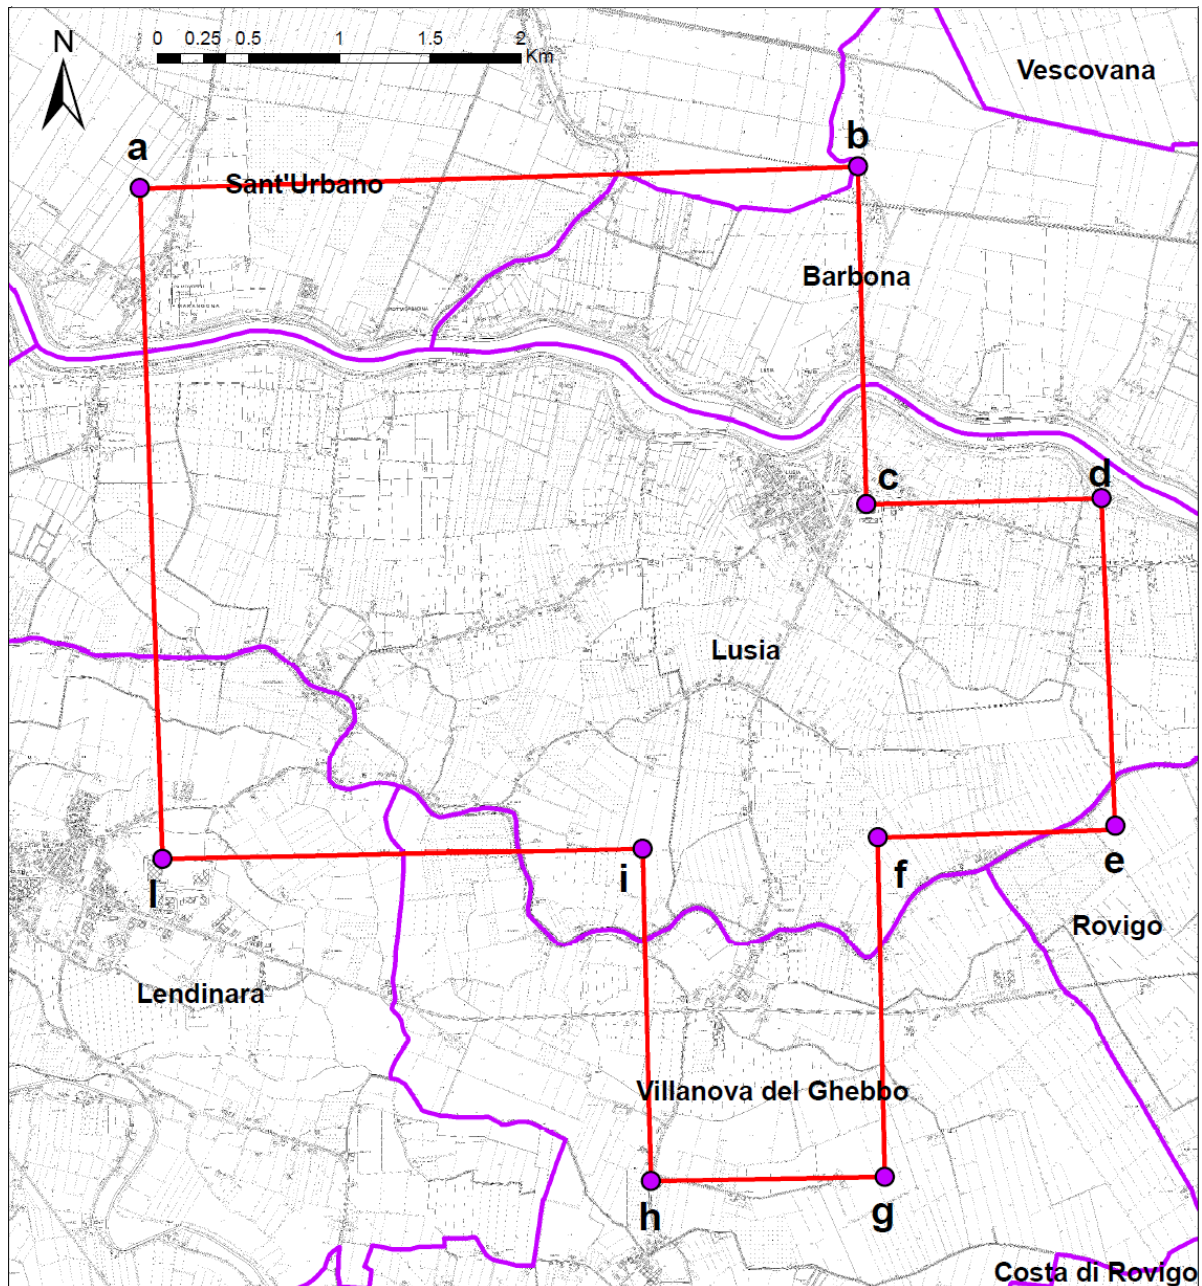 N
0 0.25 0.5 1 1.5 2
Km
Vescovana
a
b
Sant'Urbano
Barbona
c
d
LUSIA
Lusia
l
i
f
e
Rovigo
Lendinara
Villanova del Ghebbo
h
g
Costa di Rovigo